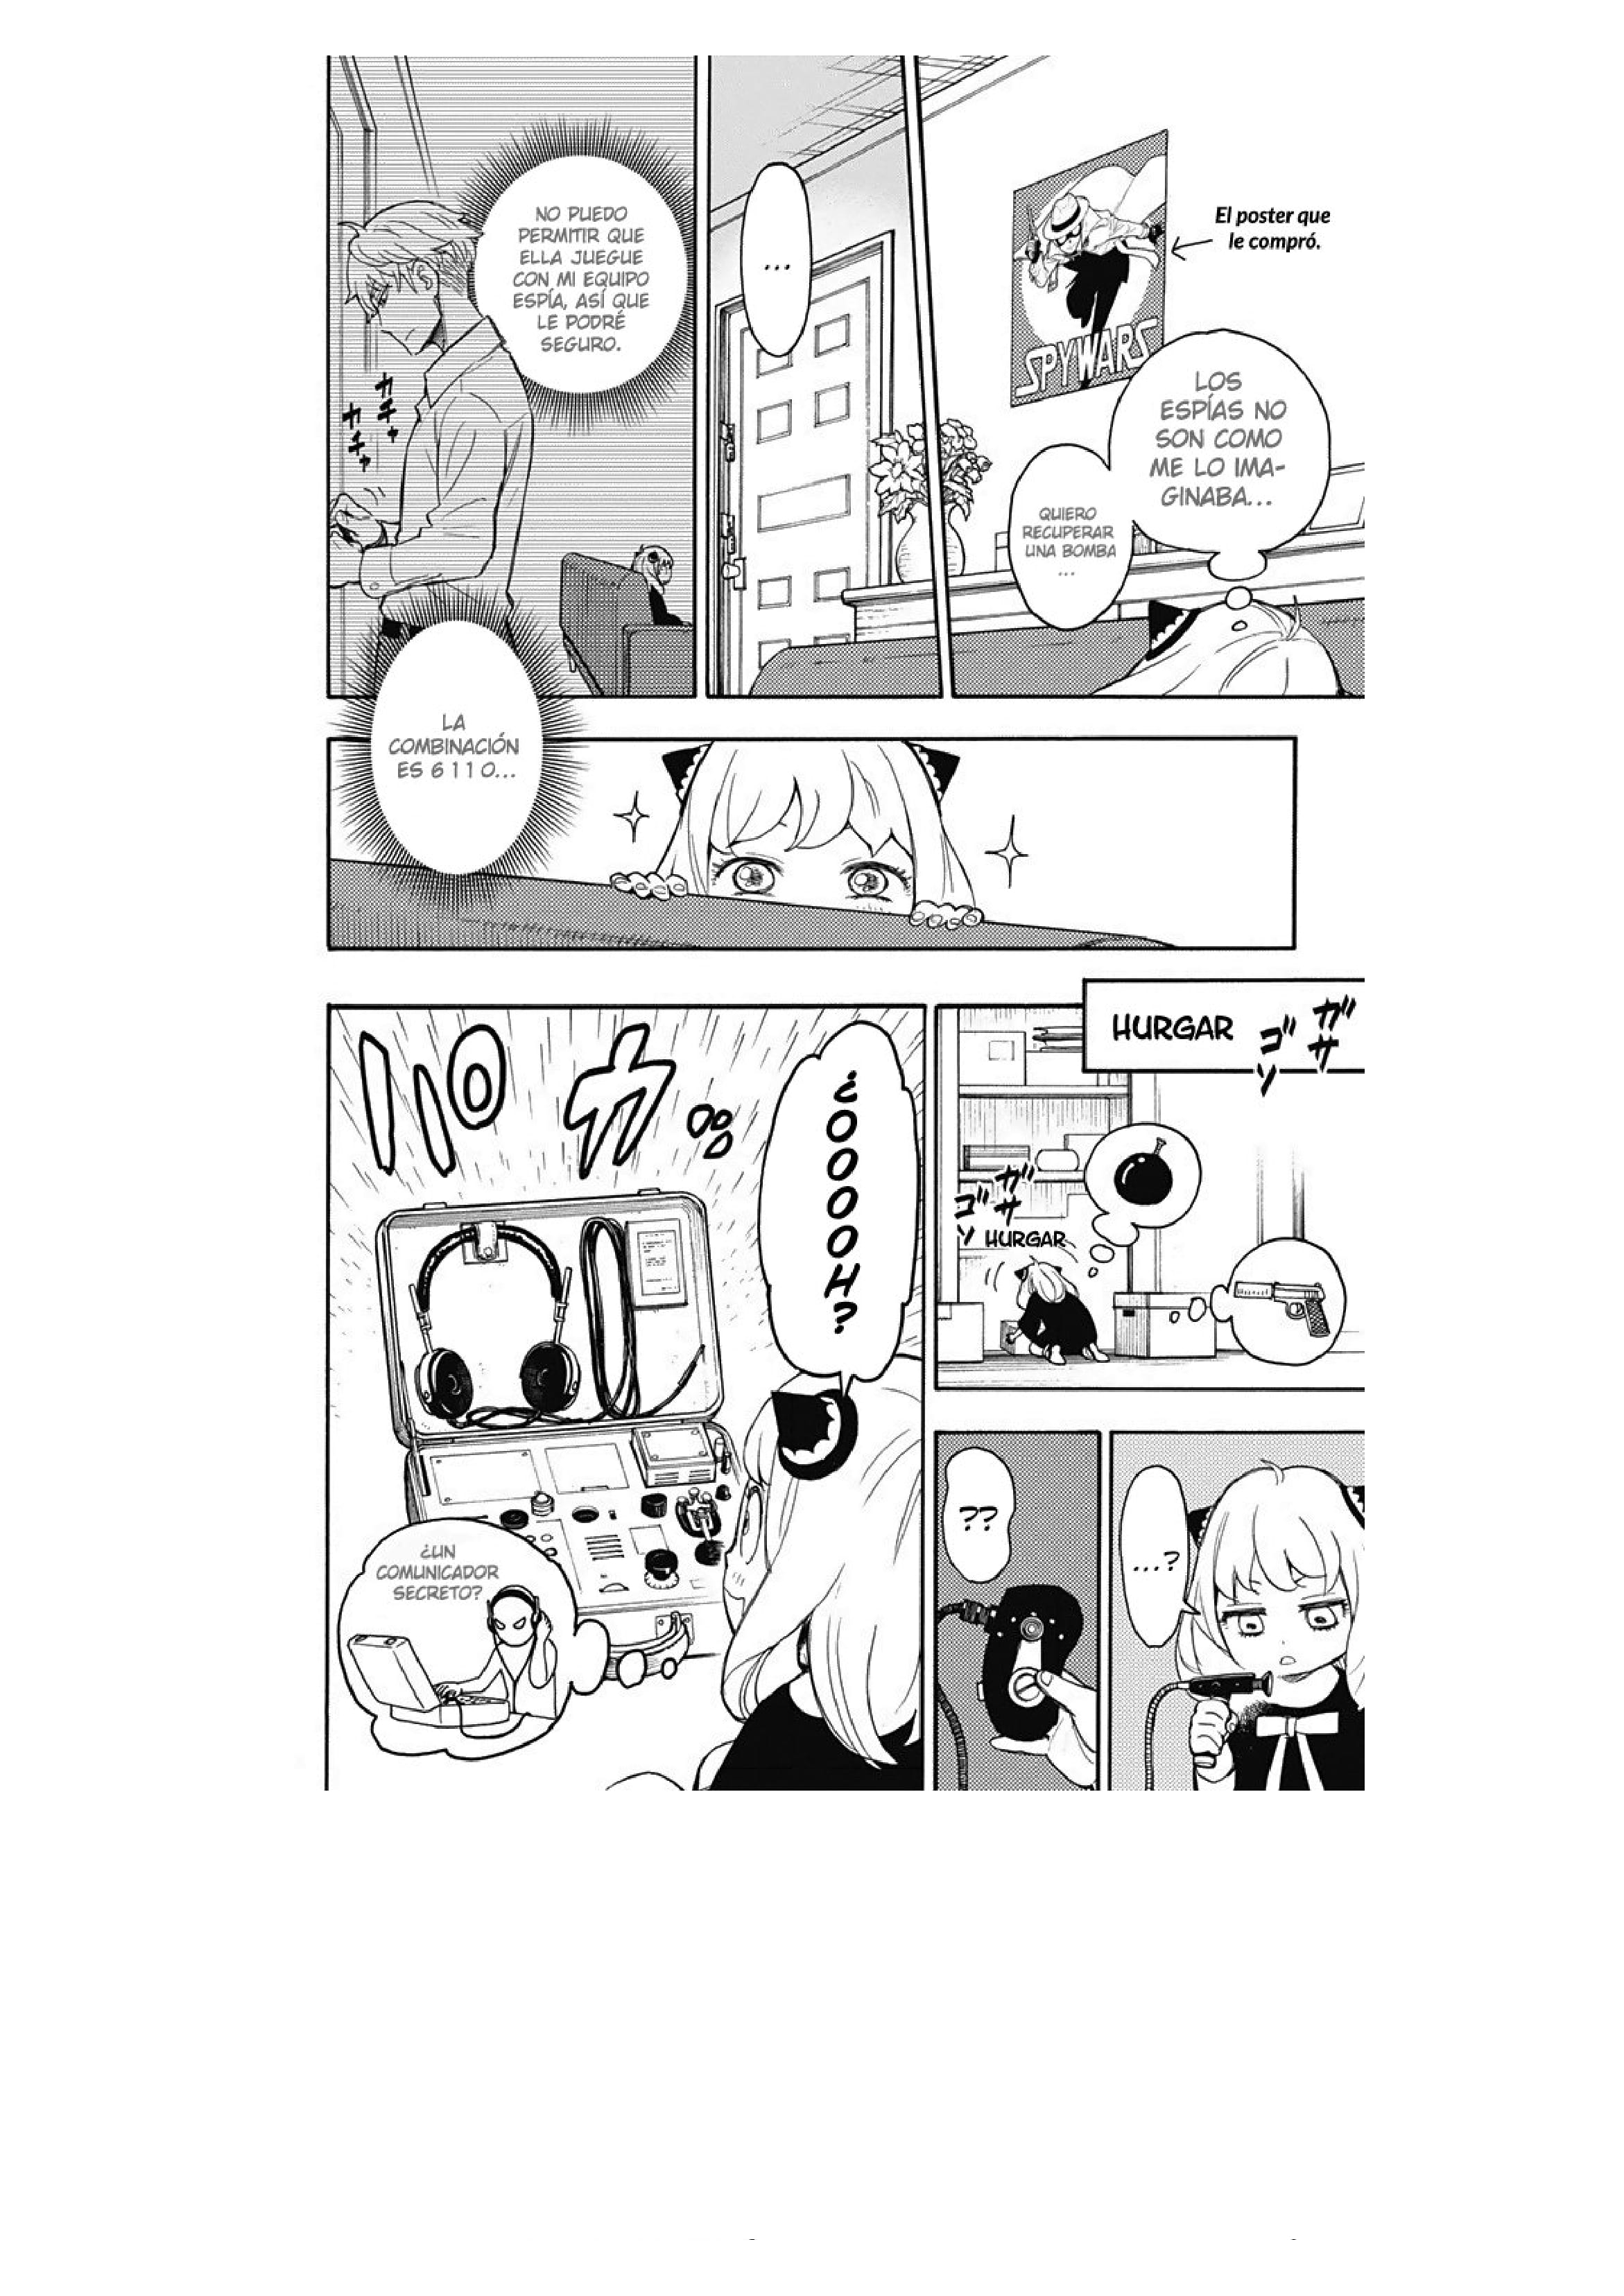 El poster que
le compró.
SPYWARS
LOS
ESPÍAS NO
SON COMO
ME LO IMA-
GINABA...
QUIERO
RECUPERAR
UNA BOMBA
...
...
NO PUEDO
PERMITIR QUE
ELLA JUEGUE
CON MI EQUIPO
ESPÍA, ASÍ QUE
LE PODRÉ
SEGURO.
カチャ
カチャ
LA
COMBINACIÓN
ES 6 1 1 0...
HURGAR
ガサ
ゴソ
ガサ
ゴソ
HURGAR
...?
??
¿OOOOH?
パカ
¿UN
COMUNICADOR
SECRETO?